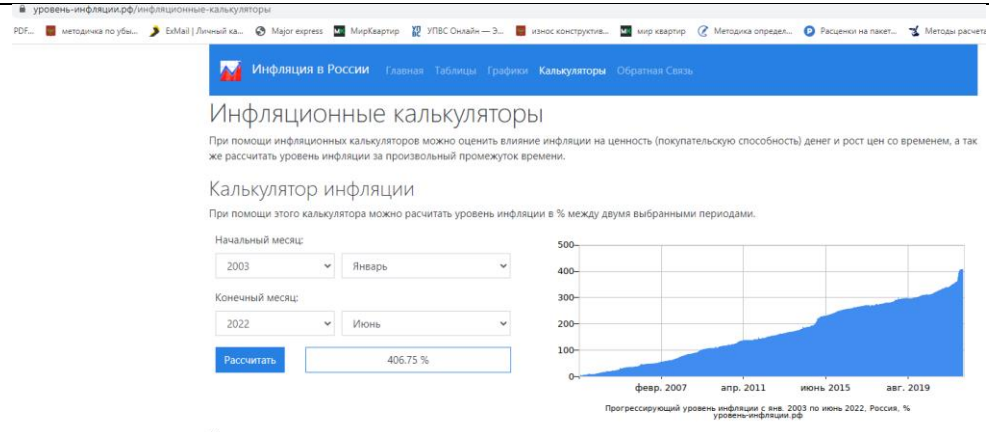 уровень-инфляции.рф/инфляционные-калькуляторы
PDF... методичка по убы... ExMail | Личный ка... Major express МирКвартир УПВС Онлайн — Э... износ конструктив... мир квартир Методика определ... Расценки на пакет... Методы расчета
Инфляция в России Главная Таблицы Графики Калькуляторы Обратная Связь
Инфляционные калькуляторы
При помощи инфляционных калькуляторов можно оценить влияние инфляции на ценность (покупательскую способность) денег и рост цен со временем, а так
же рассчитать уровень инфляции за произвольный промежуток времени.
Калькулятор инфляции
При помощи этого калькулятора можно расчитать уровень инфляции в % между двумя выбранными периодами.
Начальный месяц:
2003 Январь
Конечный месяц:
2022 Июнь
Рассчитать 406.75 %
500
400
300
200
100
0
февр. 2007 апр. 2011 июнь 2015 авг. 2019
Прогрессирующий уровень инфляции с янв. 2003 по июнь 2022, Россия, %
уровень-инфляции.рф